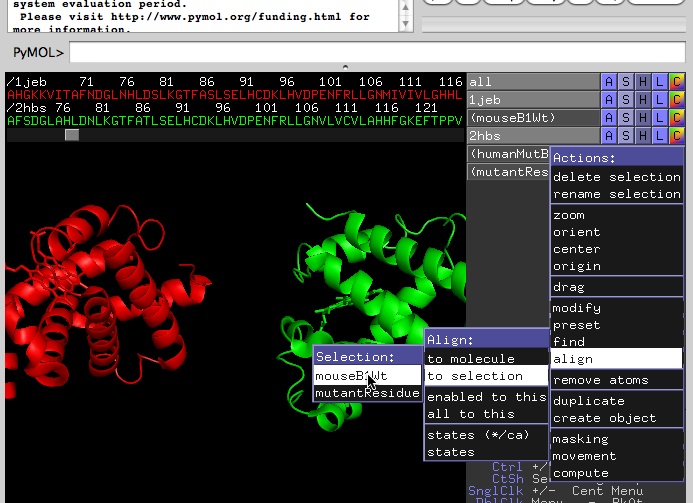 system evaluation period.
Please visit http://www.pymol.org/funding.html for
more information.
PyMOL>
/1jeb 71 76 81 86 91 96 101 106 111 116
AHGKKVITAFNDGLNHLDSLKGTFASLSELHCDKLHVDPENFRLLGNMIVIVLGHHL
/2hbs 76 81 86 91 96 101 106 111 116 121
AFSDGLAHLDNLKGTFATLSELHCDKLHVDPENFRLLGNVLVCVLAHHFGKEFTPPV
all A S H L C
1jeb A S H L C
(mouseB1Wt) A S H L C
2hbs A S H L C
(humanMutB
(mutantRes
Actions:
delete selection
rename selection
zoom
orient
center
origin
drag
modify
preset
find
align
remove atoms
duplicate
create object
masking
movement
compute
Align:
to molecule
to selection
enabled to this
all to this
states (*/ca)
states
Selection:
mouseB1Wt
mutantResidue
Ctrl +/
CtSh Se
SnglClk +/- Cent Menu
DblClk Menu - PkAt